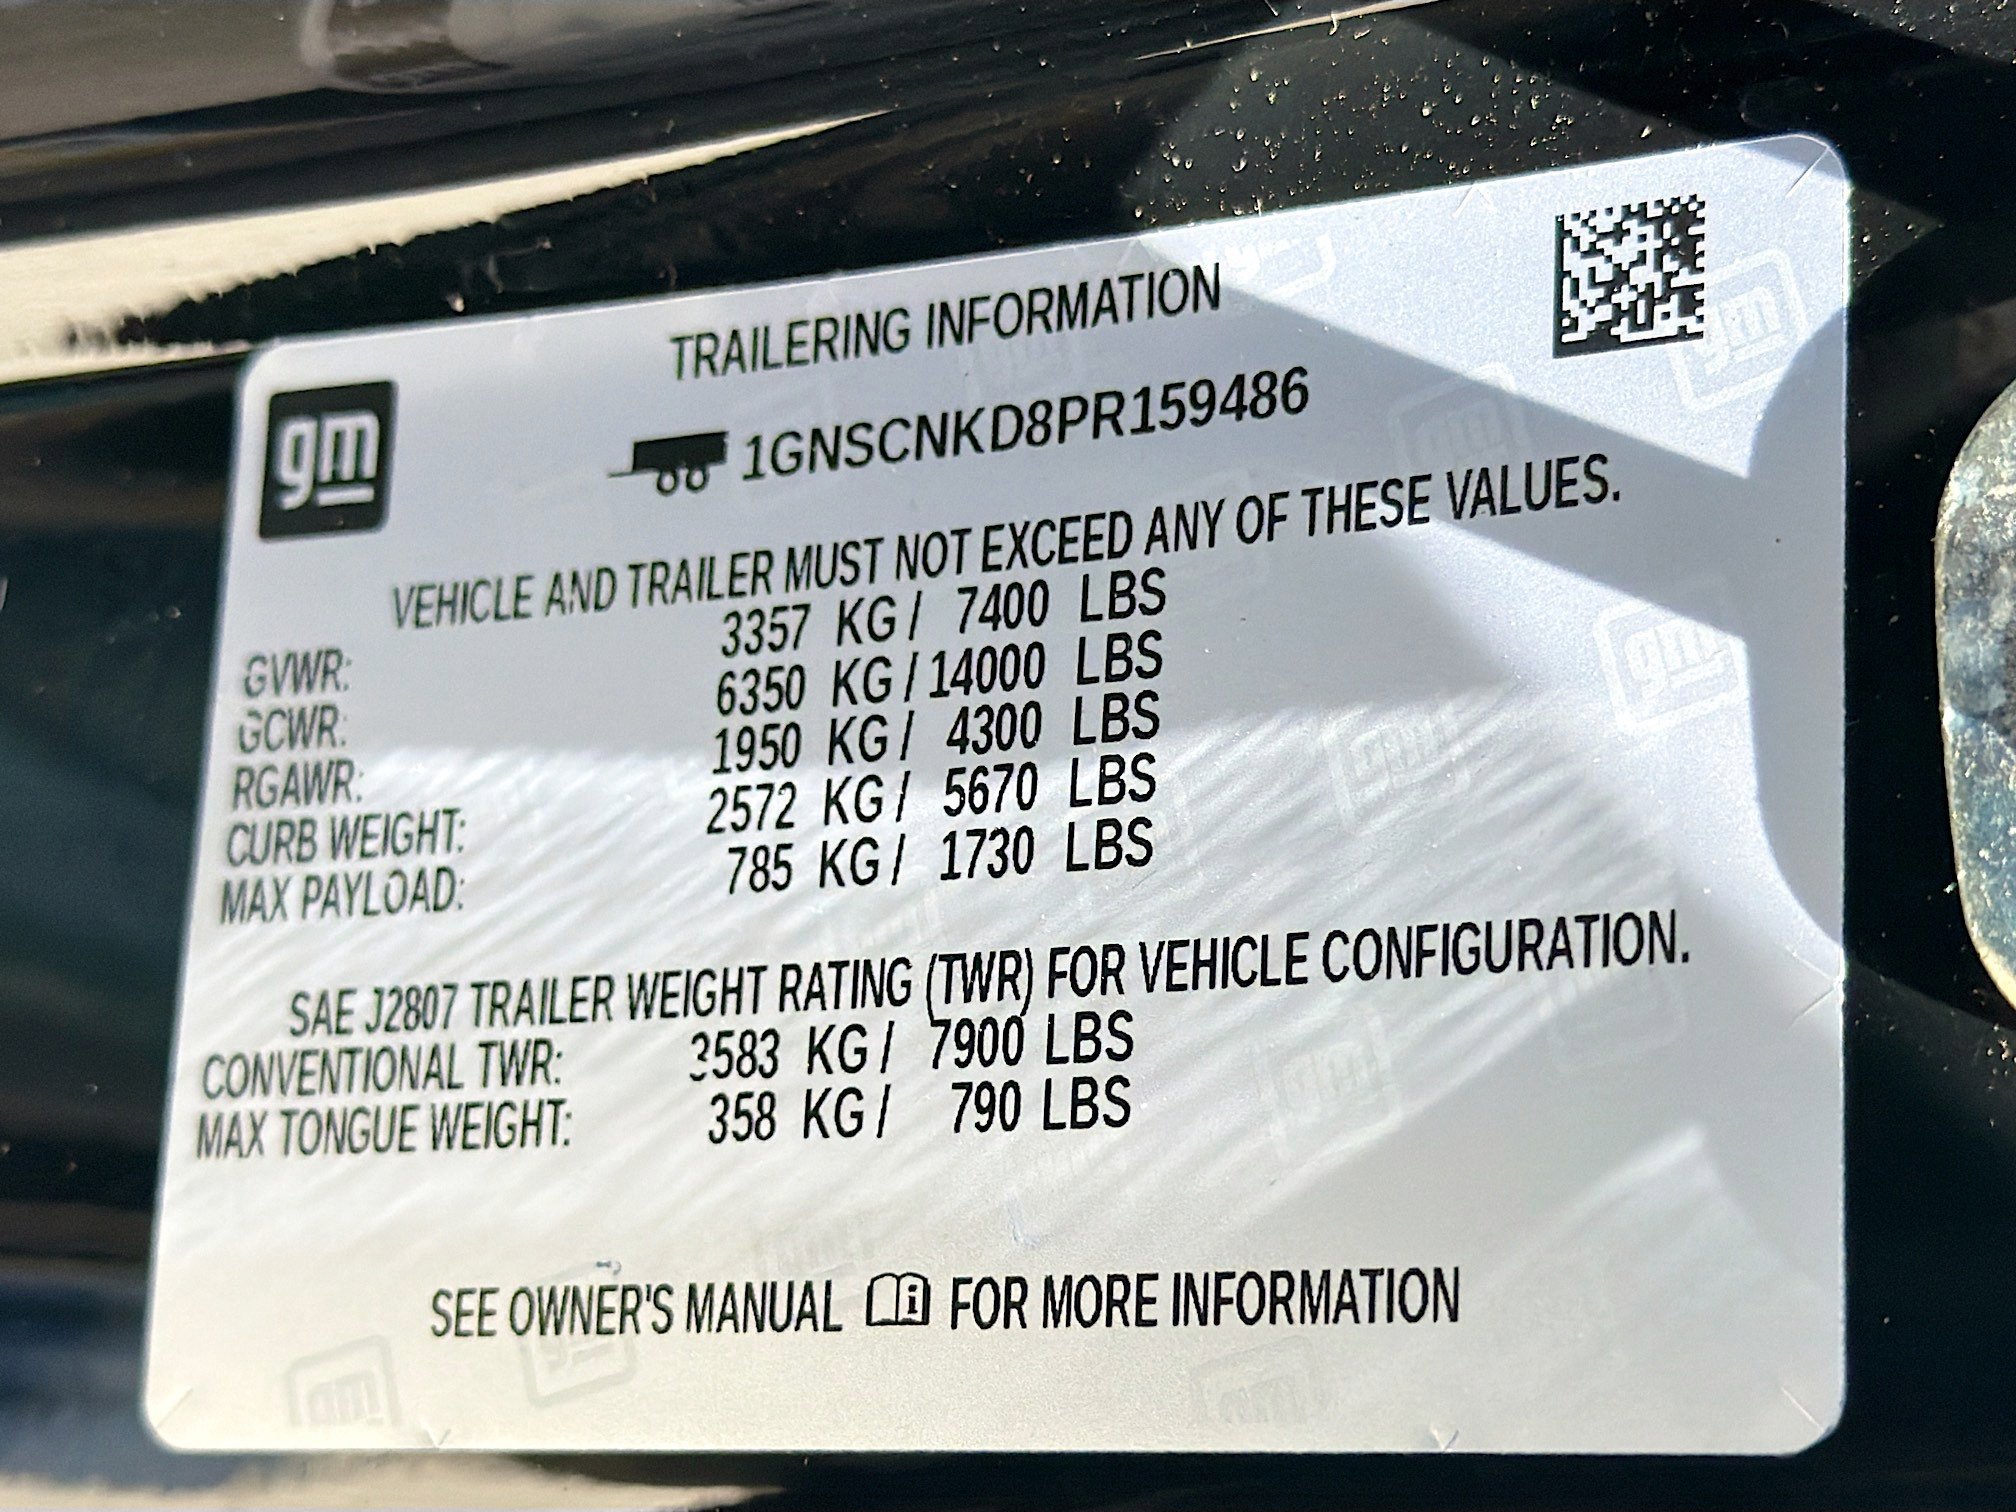 TRAILERING INFORMATION
gm
1GNSCNKD8PR159486
VEHICLE AND TRAILER MUST NOT EXCEED ANY OF THESE VALUES.
GVWR: 3357 KG / 7400 LBS
GCWR: 6350 KG / 14000 LBS
RGAWR: 1950 KG / 4300 LBS
CURB WEIGHT: 2572 KG / 5670 LBS
MAX PAYLOAD: 785 KG / 1730 LBS
SAE J2807 TRAILER WEIGHT RATING (TWR) FOR VEHICLE CONFIGURATION.
CONVENTIONAL TWR: 3583 KG / 7900 LBS
MAX TONGUE WEIGHT: 358 KG / 790 LBS
SEE OWNER'S MANUAL i FOR MORE INFORMATION